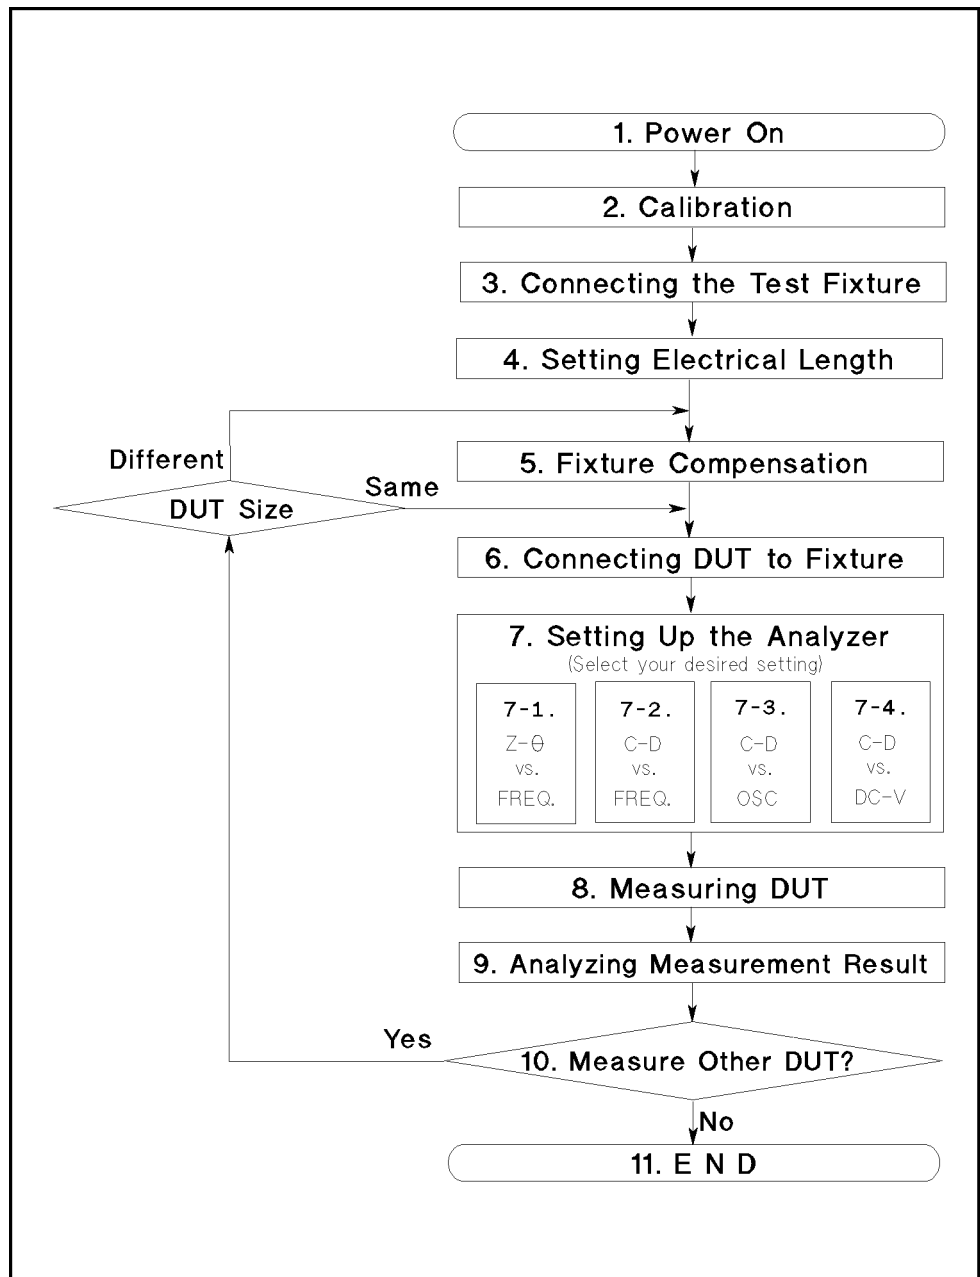 1. Power On
2. Calibration
3. Connecting the Test Fixture
4. Setting Electrical Length
Different
5. Fixture Compensation
Same
DUT Size
6. Connecting DUT to Fixture
7. Setting Up the Analyzer
(Select your desired setting)
7-1.
Z-θ
vs.
FREQ.
7-2.
C-D
vs.
FREQ.
7-3.
C-D
vs.
OSC
7-4.
C-D
vs.
DC-V
8. Measuring DUT
9. Analyzing Measurement Result
Yes
10. Measure Other DUT?
No
11. E N D